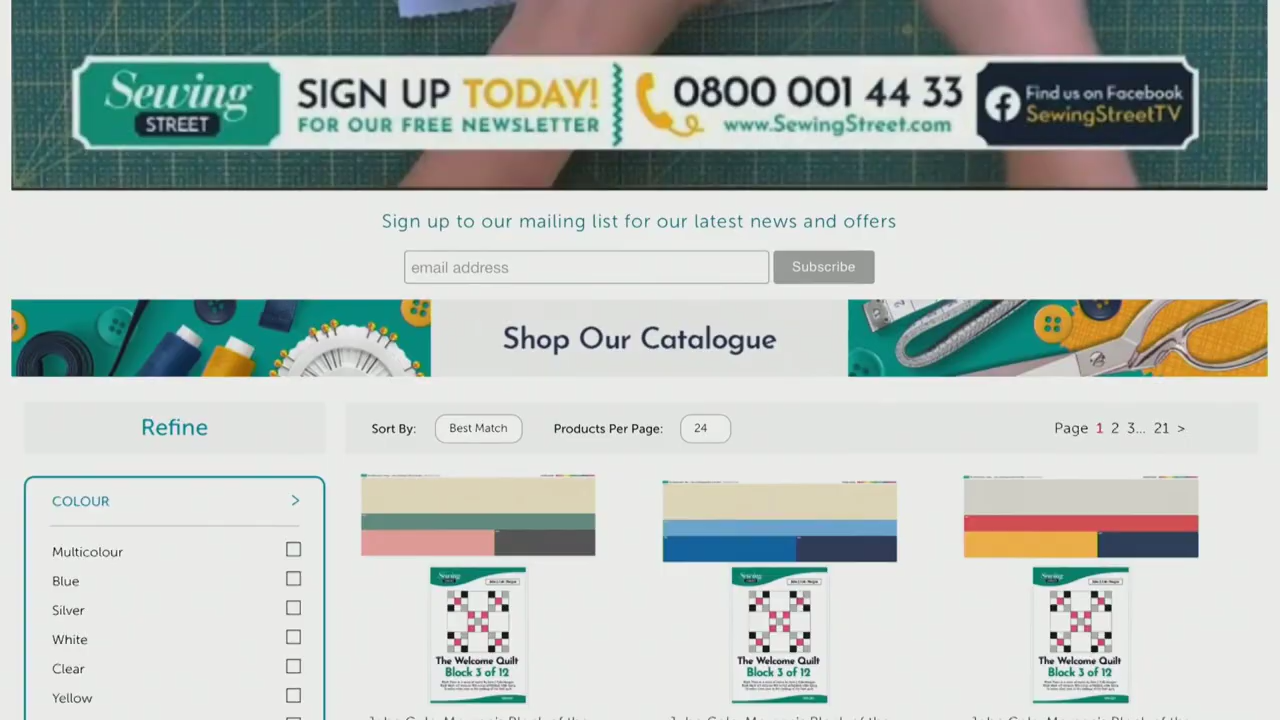 Sewing
STREET
SIGN UP TODAY!
FOR OUR FREE NEWSLETTER
0800 001 44 33
www.SewingStreet.com
Find us on Facebook
SewingStreetTV
Sign up to our mailing list for our latest news and offers
email address
Subscribe
Shop Our Catalogue
Refine
Sort By:
Best Match
Products Per Page:
24
Page 1 2 3... 21 >
COLOUR >
Multicolour
Blue
Silver
White
Clear
Yellow
Sewing
The Welcome Quilt
Block 3 of 12
Sewing
The Welcome Quilt
Block 3 of 12
Sewing
The Welcome Quilt
Block 3 of 12